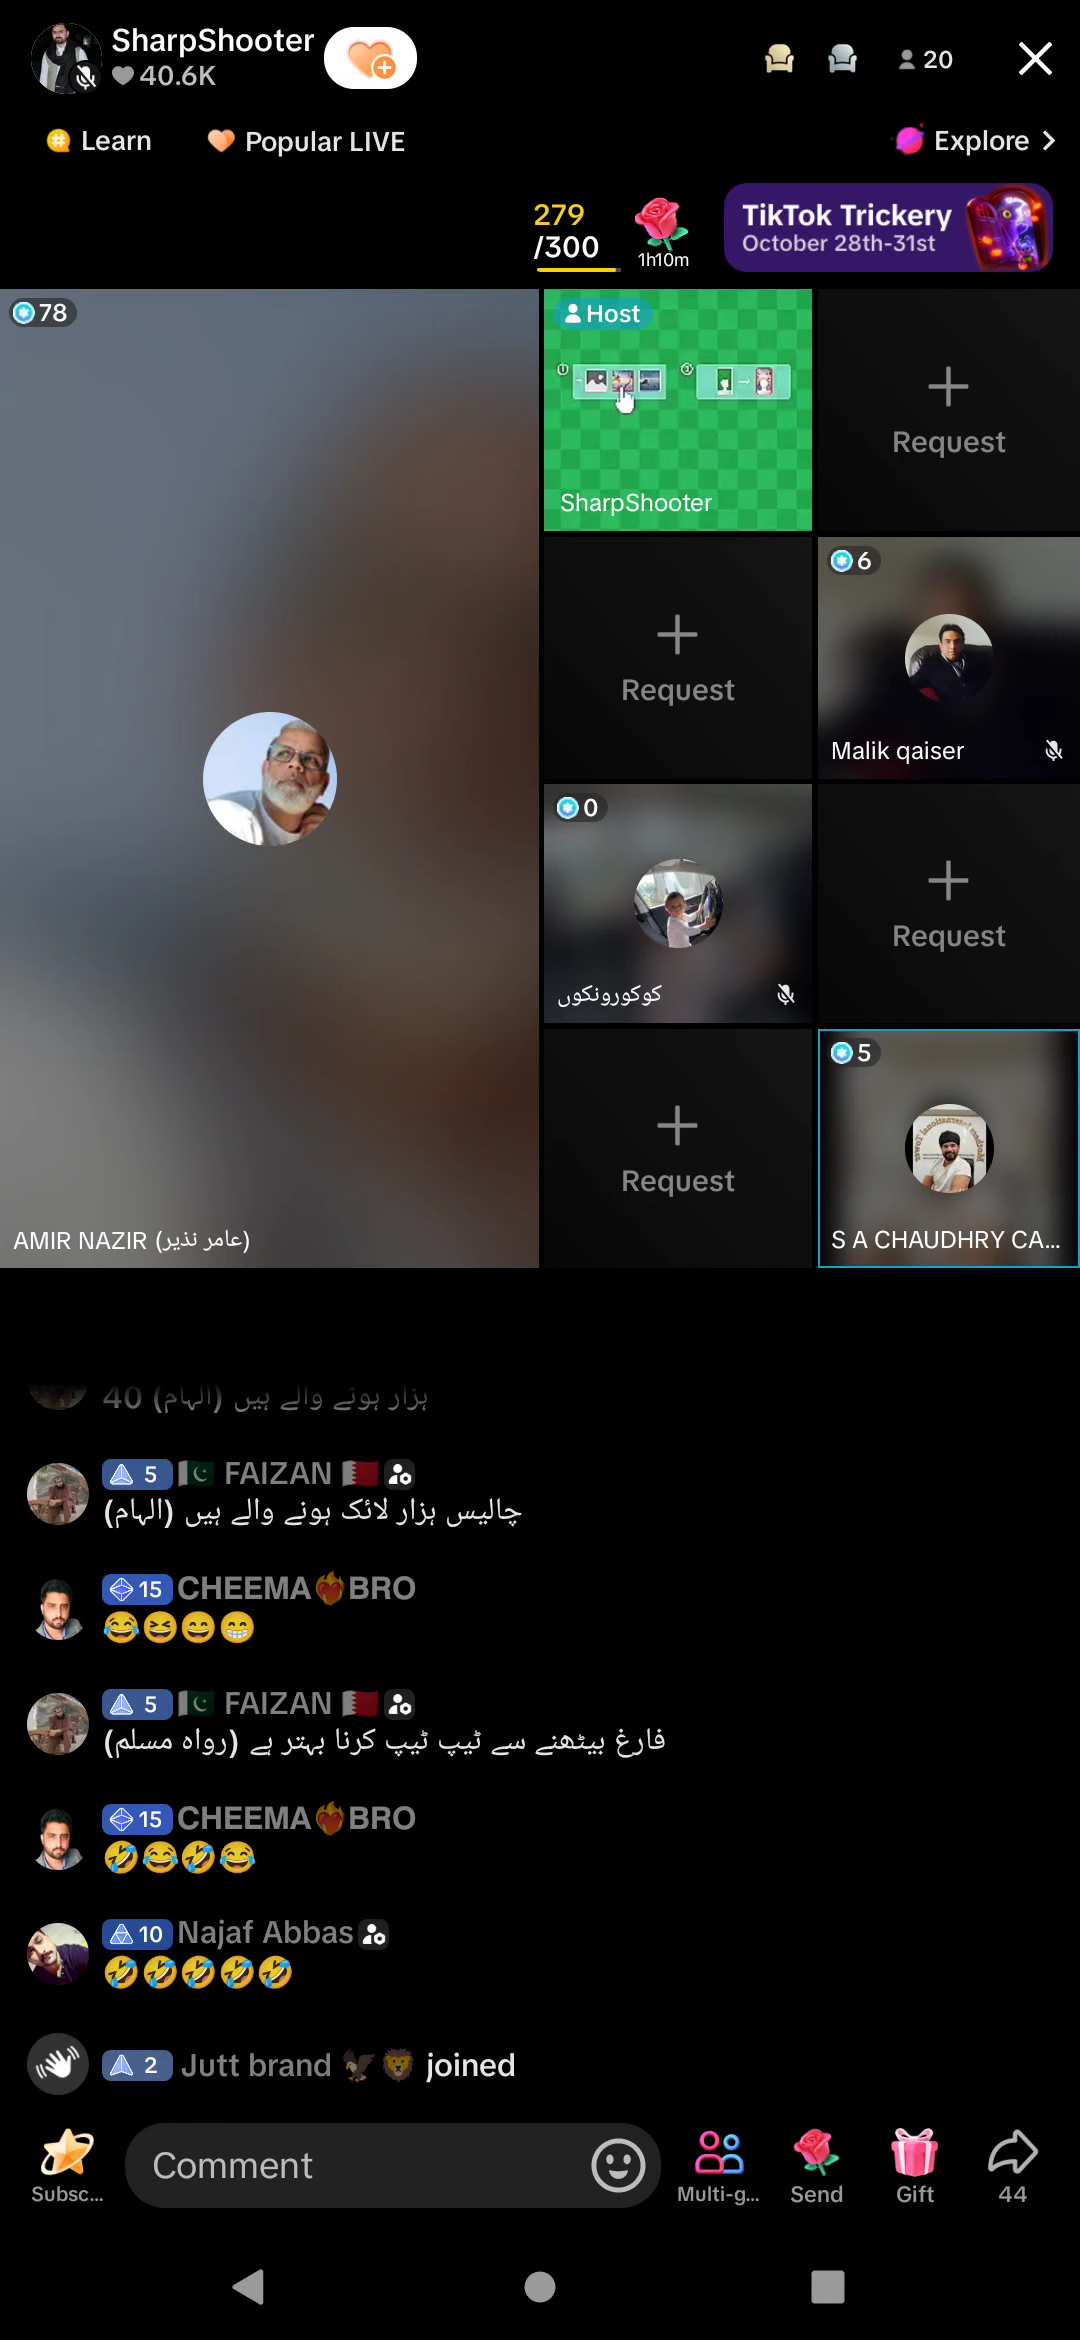 SharpShooter
40.6K
20
Learn
Popular LIVE
Explore
279
/300
1h10m
TikTok Trickery
October 28th-31st
78
Host
SharpShooter
Request
Request
6
Malik qaiser
0
کوکورونکوں
Request
Request
5
S A CHAUDHRY CA...
AMIR NAZIR (عامر نذیر)
40 ہزار ہونے والے ہیں (الہام)
5 FAIZAN
چالیس ہزار لائک ہونے والے ہیں (الہام)
15 CHEEMA❤️‍🔥BRO
😂😆😄😁
5 FAIZAN
فارغ بیٹھنے سے ٹیپ ٹیپ کرنا بہتر ہے (رواہ مسلم)
15 CHEEMA❤️‍🔥BRO
🤣😂🤣😂
10 Najaf Abbas
🤣🤣🤣🤣🤣
2 Jutt brand 🦅🦁 joined
Comment
Subsc...
Multi-g...
Send
Gift
44